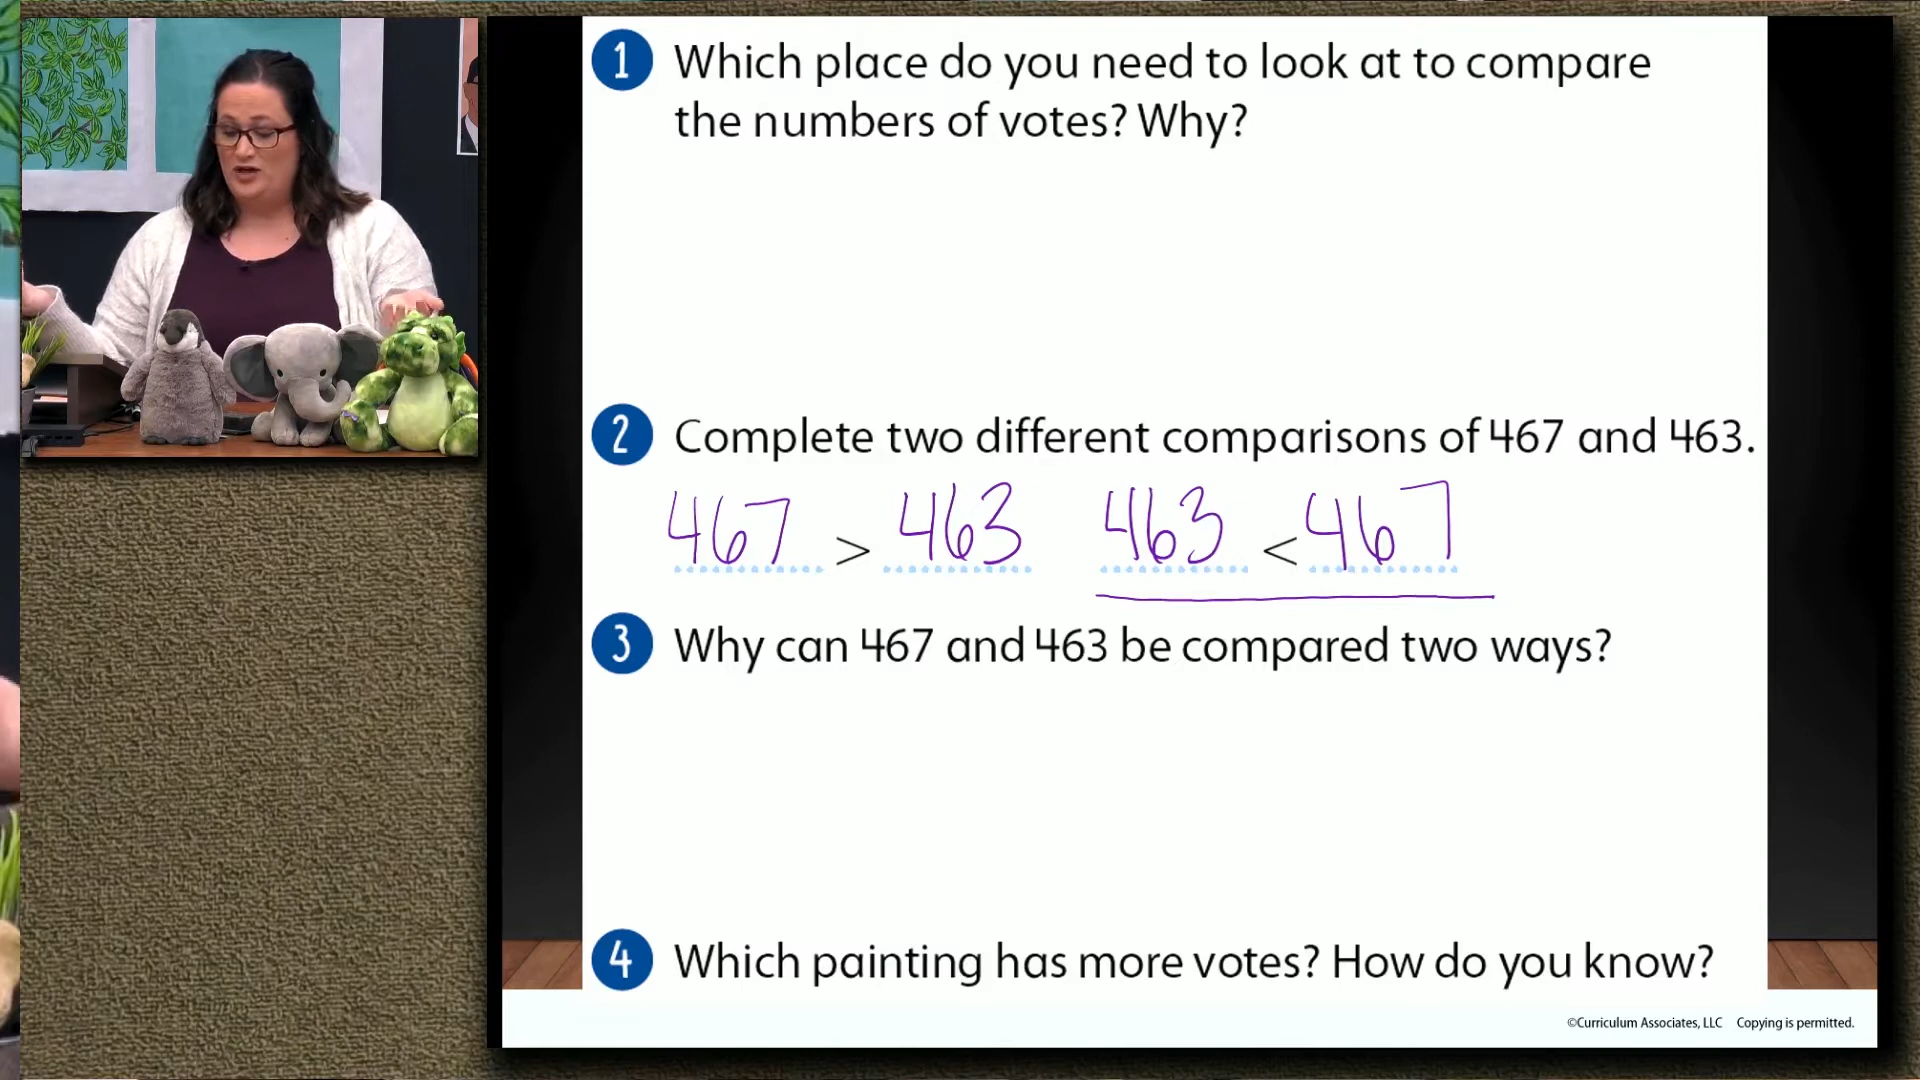 1 Which place do you need to look at to compare
the numbers of votes? Why?
2 Complete two different comparisons of 467 and 463.
467 > 463 463 < 467
3 Why can 467 and 463 be compared two ways?
4 Which painting has more votes? How do you know?
©Curriculum Associates, LLC Copying is permitted.